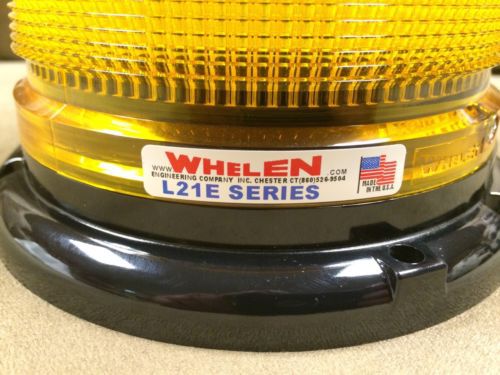 www.WHELEN.com
ENGINEERING COMPANY INC. CHESTER CT(860)526-9504
L21E SERIES
MADE
IN THE U.S.A.